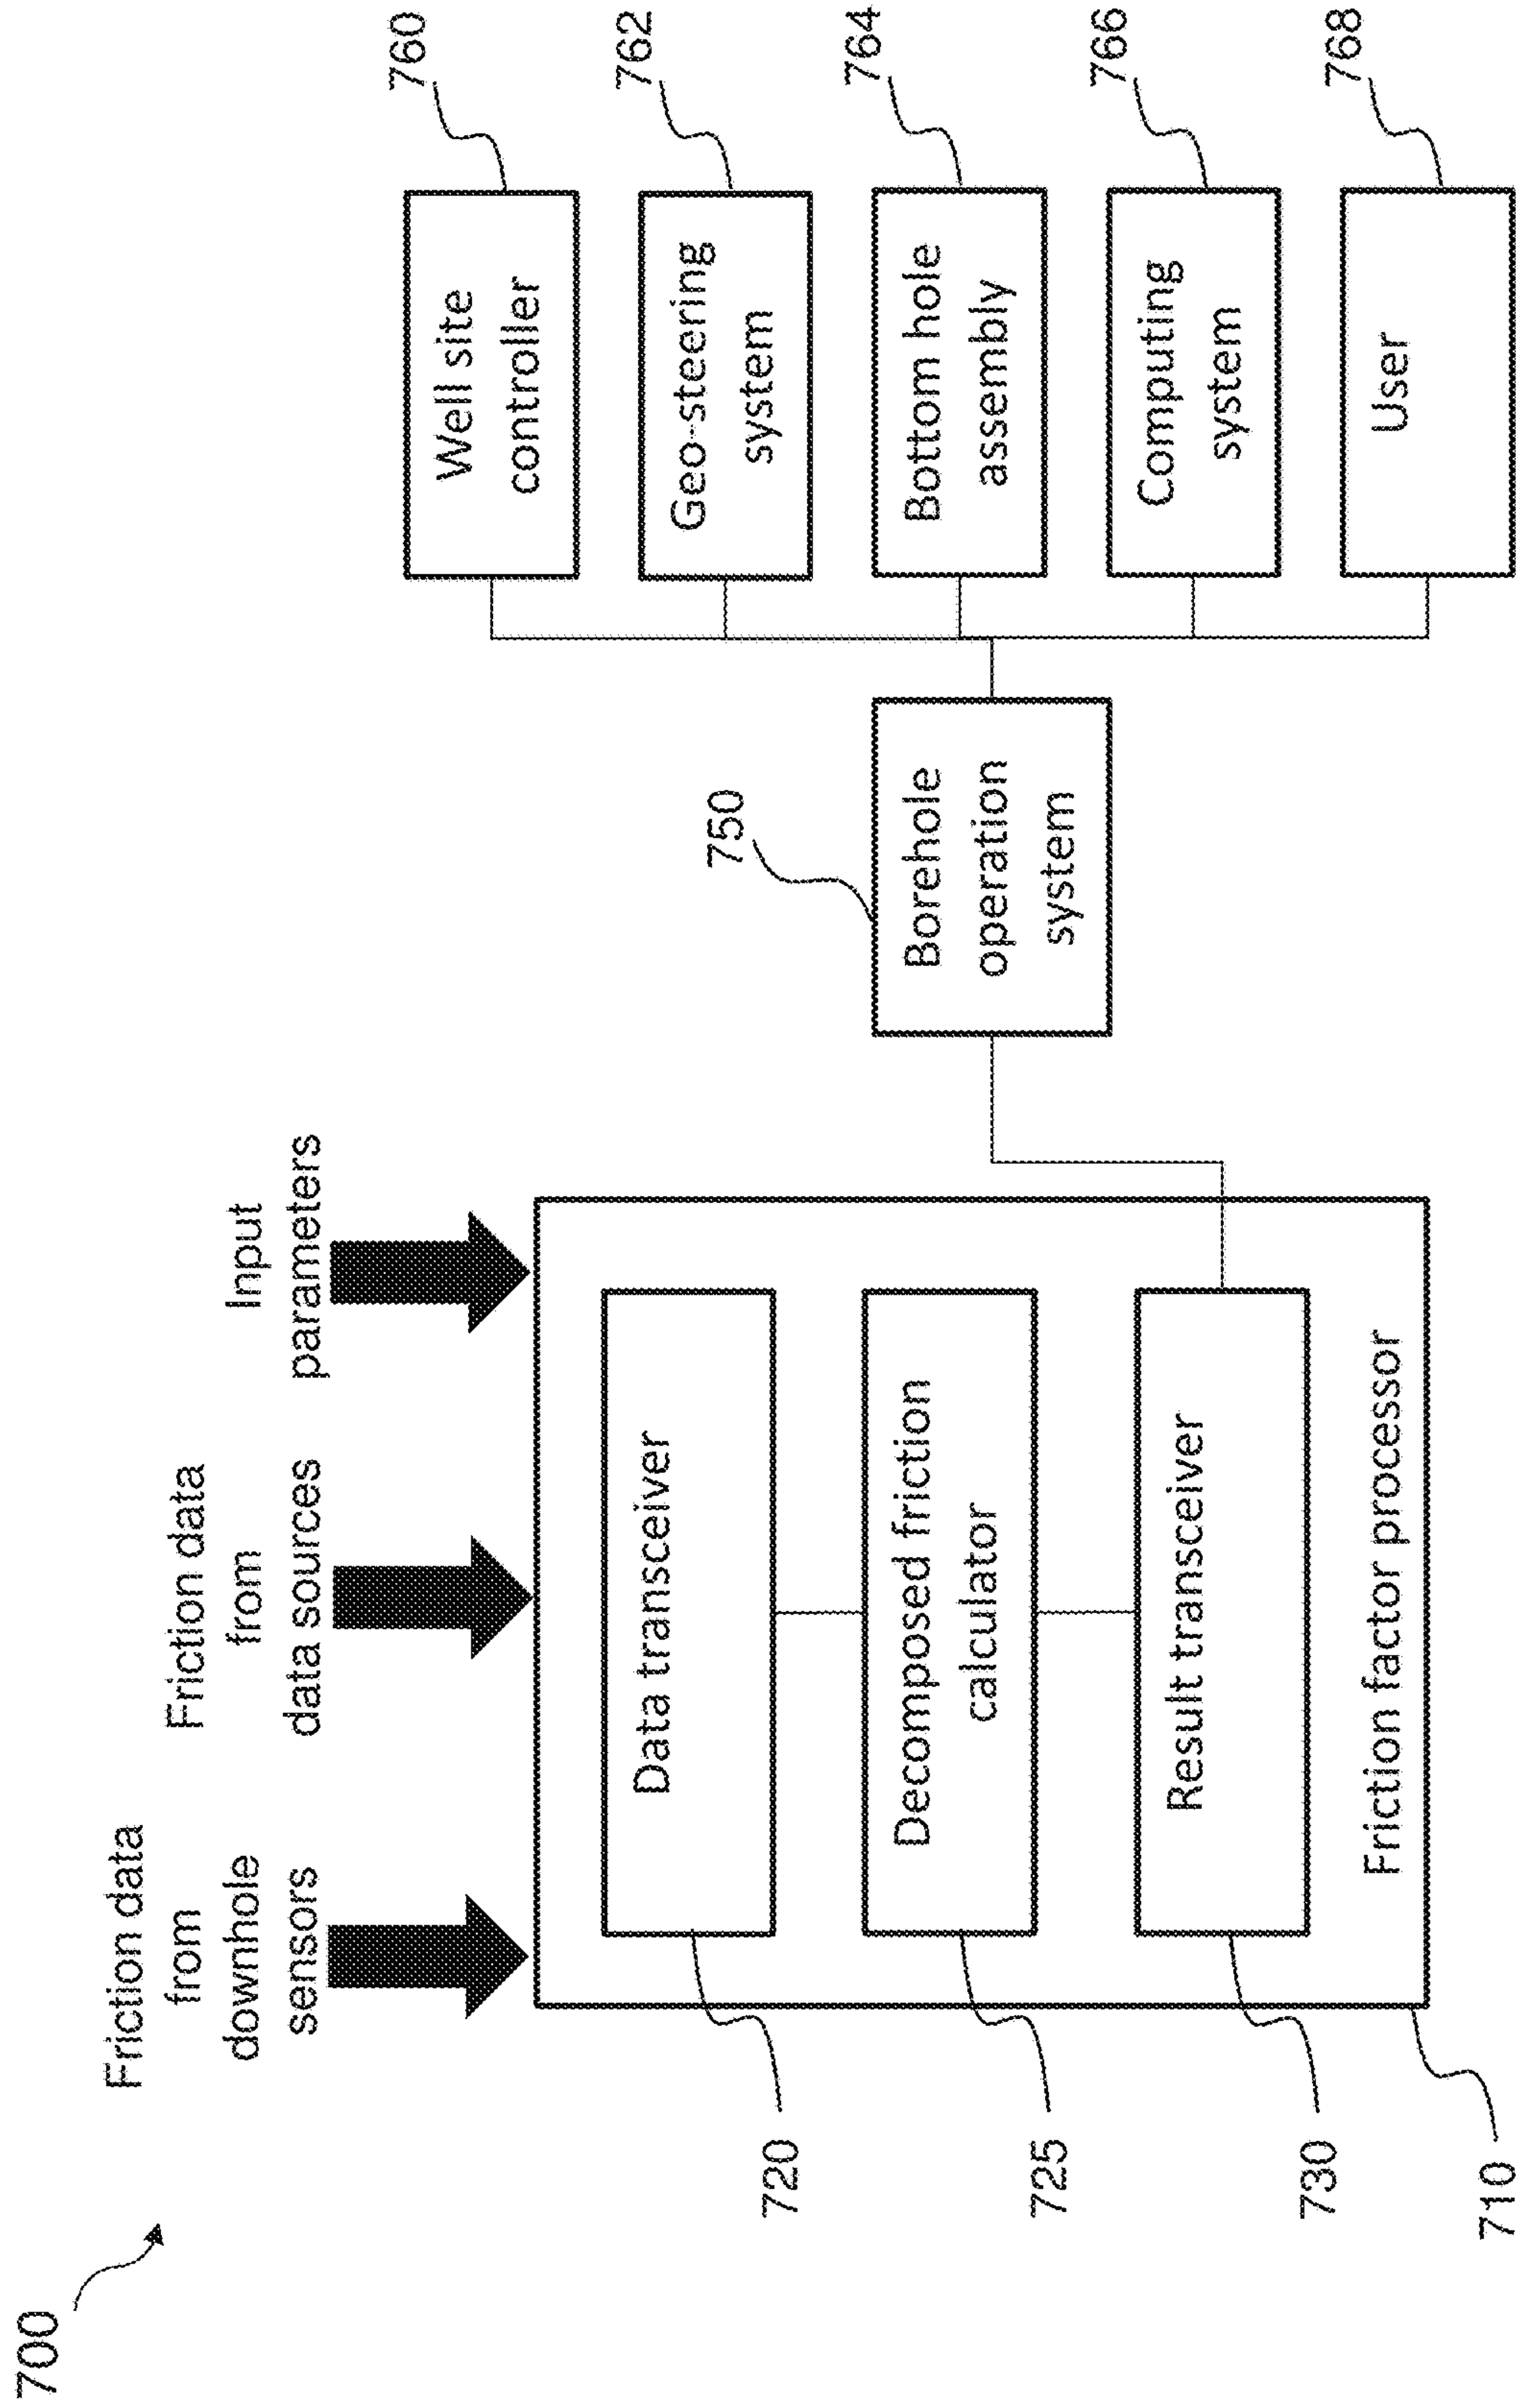 700
Friction data
from
downhole
sensors
Friction data
from
data sources
Input
parameters
Data transceiver
Decomposed friction
calculator
Result transceiver
Friction factor processor
720
725
730
710
750
Borehole
operation
system
Well site
controller
760
Geo-steering
system
762
Bottom hole
assembly
764
Computing
system
766
User
768